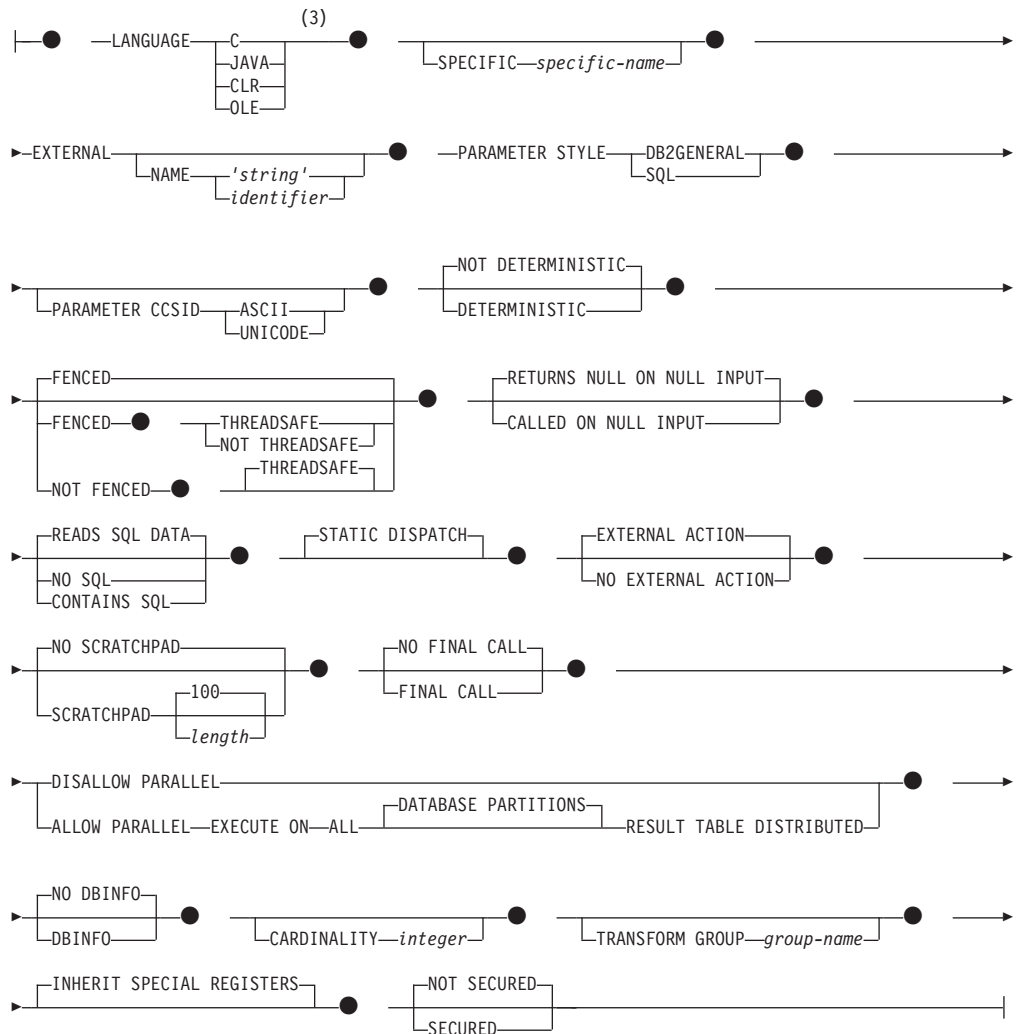 (3)
LANGUAGE C
JAVA
CLR
OLE
SPECIFIC specific-name
EXTERNAL
NAME 'string'
identifier
PARAMETER STYLE DB2GENERAL
SQL
PARAMETER CCSID ASCII
UNICODE
NOT DETERMINISTIC
DETERMINISTIC
FENCED
FENCED THREADSAFE
NOT THREADSAFE
THREADSAFE
NOT FENCED
RETURNS NULL ON NULL INPUT
CALLED ON NULL INPUT
READS SQL DATA
NO SQL
CONTAINS SQL
STATIC DISPATCH
EXTERNAL ACTION
NO EXTERNAL ACTION
NO SCRATCHPAD
100
SCRATCHPAD
length
NO FINAL CALL
FINAL CALL
DISALLOW PARALLEL
DATABASE PARTITIONS
ALLOW PARALLEL EXECUTE ON ALL RESULT TABLE DISTRIBUTED
NO DBINFO
DBINFO
CARDINALITY integer
TRANSFORM GROUP group-name
INHERIT SPECIAL REGISTERS
NOT SECURED
SECURED